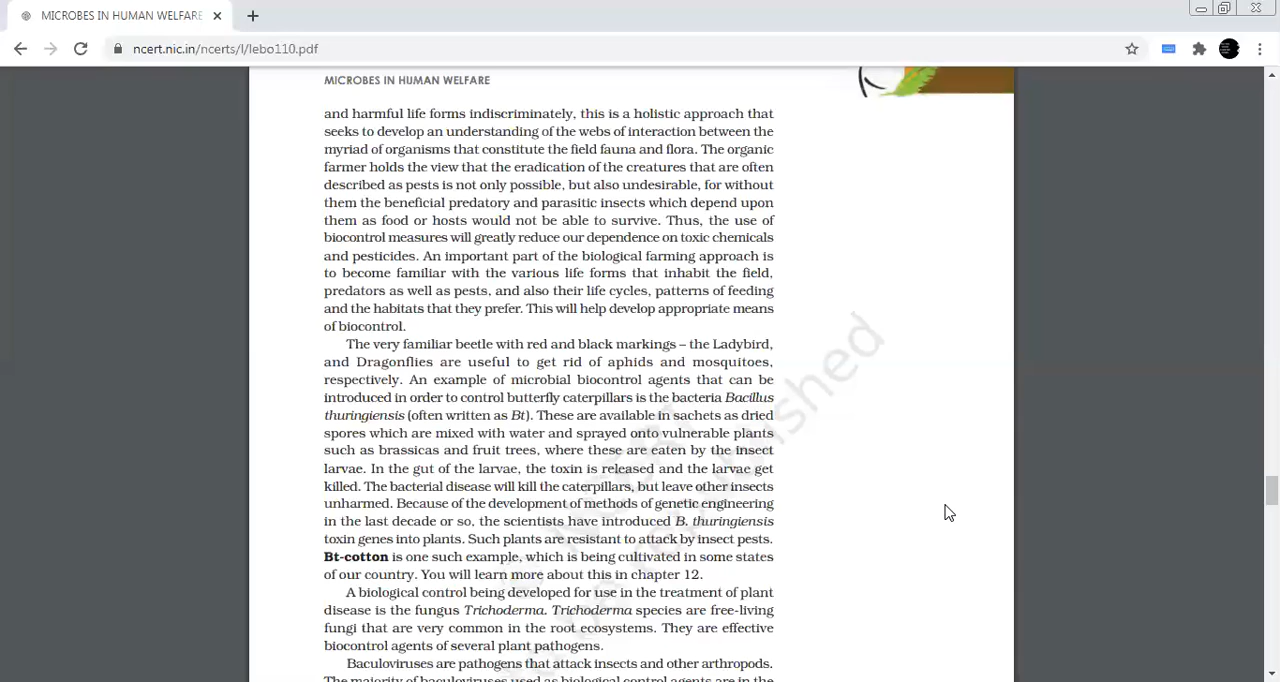 MICROBES IN HUMAN WELFARE
ncert.nic.in/ncerts/l/lebo110.pdf
MICROBES IN HUMAN WELFARE
and harmful life forms indiscriminately, this is a holistic approach that
seeks to develop an understanding of the webs of interaction between the
myriad of organisms that constitute the field fauna and flora. The organic
farmer holds the view that the eradication of the creatures that are often
described as pests is not only possible, but also undesirable, for without
them the beneficial predatory and parasitic insects which depend upon
them as food or hosts would not be able to survive. Thus, the use of
biocontrol measures will greatly reduce our dependence on toxic chemicals
and pesticides. An important part of the biological farming approach is
to become familiar with the various life forms that inhabit the field,
predators as well as pests, and also their life cycles, patterns of feeding
and the habitats that they prefer. This will help develop appropriate means
of biocontrol.
The very familiar beetle with red and black markings – the Ladybird,
and Dragonflies are useful to get rid of aphids and mosquitoes,
respectively. An example of microbial biocontrol agents that can be
introduced in order to control butterfly caterpillars is the bacteria Bacillus
thuringiensis (often written as Bt). These are available in sachets as dried
spores which are mixed with water and sprayed onto vulnerable plants
such as brassicas and fruit trees, where these are eaten by the insect
larvae. In the gut of the larvae, the toxin is released and the larvae get
killed. The bacterial disease will kill the caterpillars, but leave other insects
unharmed. Because of the development of methods of genetic engineering
in the last decade or so, the scientists have introduced B. thuringiensis
toxin genes into plants. Such plants are resistant to attack by insect pests.
Bt-cotton is one such example, which is being cultivated in some states
of our country. You will learn more about this in chapter 12.
A biological control being developed for use in the treatment of plant
disease is the fungus Trichoderma. Trichoderma species are free-living
fungi that are very common in the root ecosystems. They are effective
biocontrol agents of several plant pathogens.
Baculoviruses are pathogens that attack insects and other arthropods.
The majority of baculoviruses used as biological control agents are in the